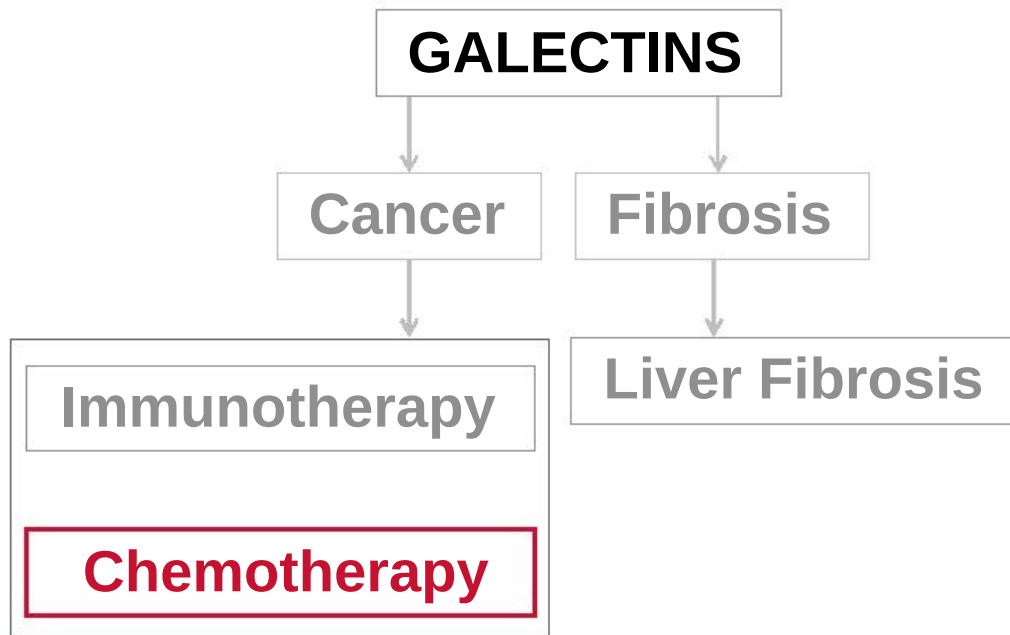 GALECTINS
Cancer
Fibrosis
Liver Fibrosis
Immunotherapy
Chemotherapy